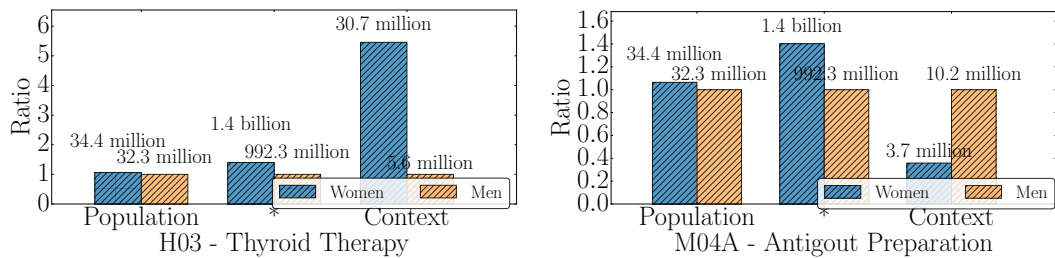 30.7 million
6
5
4
3
2
1
0
Ratio
1.4 billion
34.4 million
992.3 million
32.3 million
5.6 million
Women
Men
Population
*
Context
H03 - Thyroid Therapy
1.4 billion
1.6
1.4
1.2
1.0
0.8
0.6
0.4
0.2
0.0
Ratio
34.4 million
32.3 million
992.3 million
10.2 million
3.7 million
Women
Men
Population
*
Context
M04A - Antigout Preparation